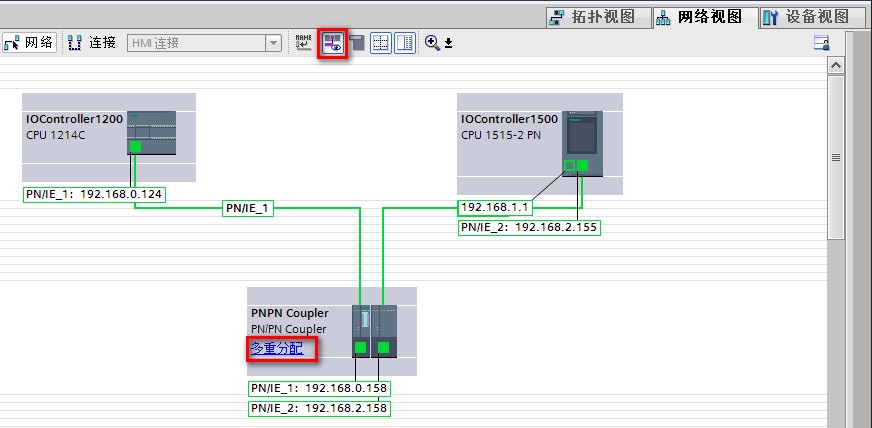 拓扑视图 网络视图 设备视图
网络 连接 HMI 连接
IOController1200
CPU 1214C
IOController1500
CPU 1515-2 PN
PN/IE_1: 192.168.0.124
PN/IE_1
192.168.1.1
PN/IE_2: 192.168.2.155
PNPN Coupler
PN/PN Coupler
多重分配
PN/IE_1: 192.168.0.158
PN/IE_2: 192.168.2.158